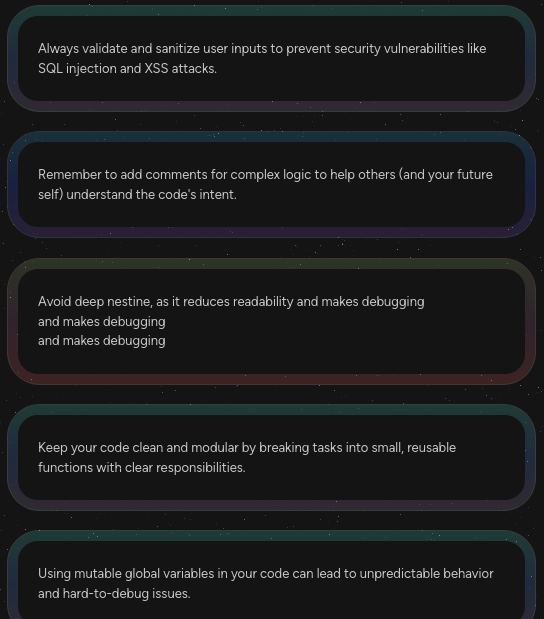 Always validate and sanitize user inputs to prevent security vulnerabilities like
SQL injection and XSS attacks.
Remember to add comments for complex logic to help others (and your future
self) understand the code's intent.
Avoid deep nestine, as it reduces readability and makes debugging
and makes debugging
and makes debugging
Keep your code clean and modular by breaking tasks into small, reusable
functions with clear responsibilities.
Using mutable global variables in your code can lead to unpredictable behavior
and hard-to-debug issues.